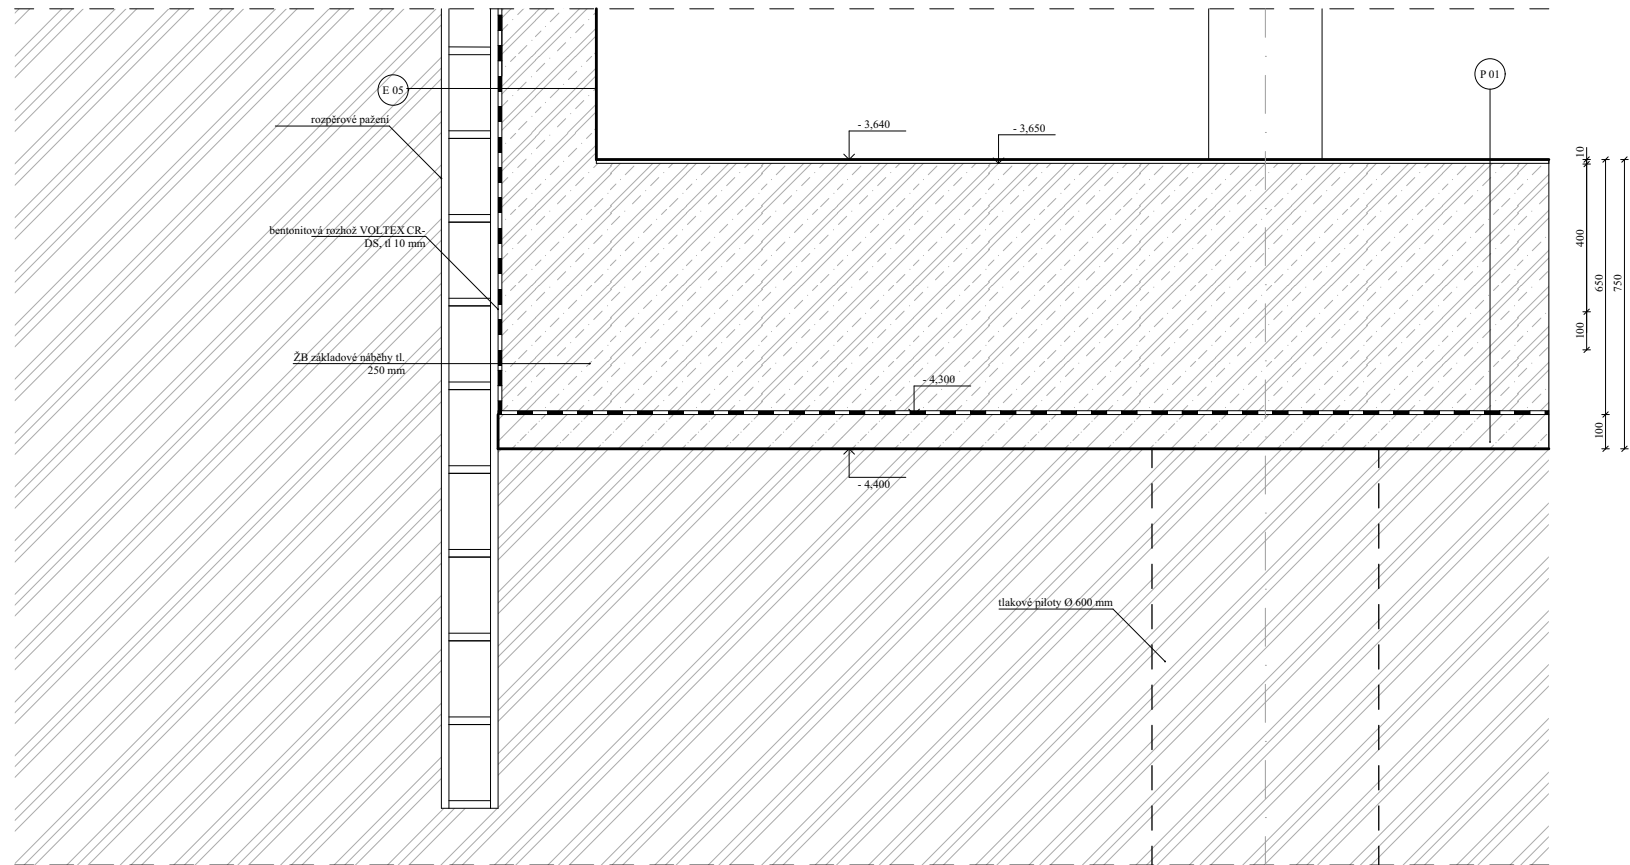 P 01
E 05
rozpěrové pažení
- 3,640
- 3,650
10
bentonitová rozhož VOLTEX CR-
DS, tl 10 mm
400
650
750
100
ŽB základové náběhy tl.
250 mm
- 4,300
100
- 4,400
tlakové piloty Ø 600 mm